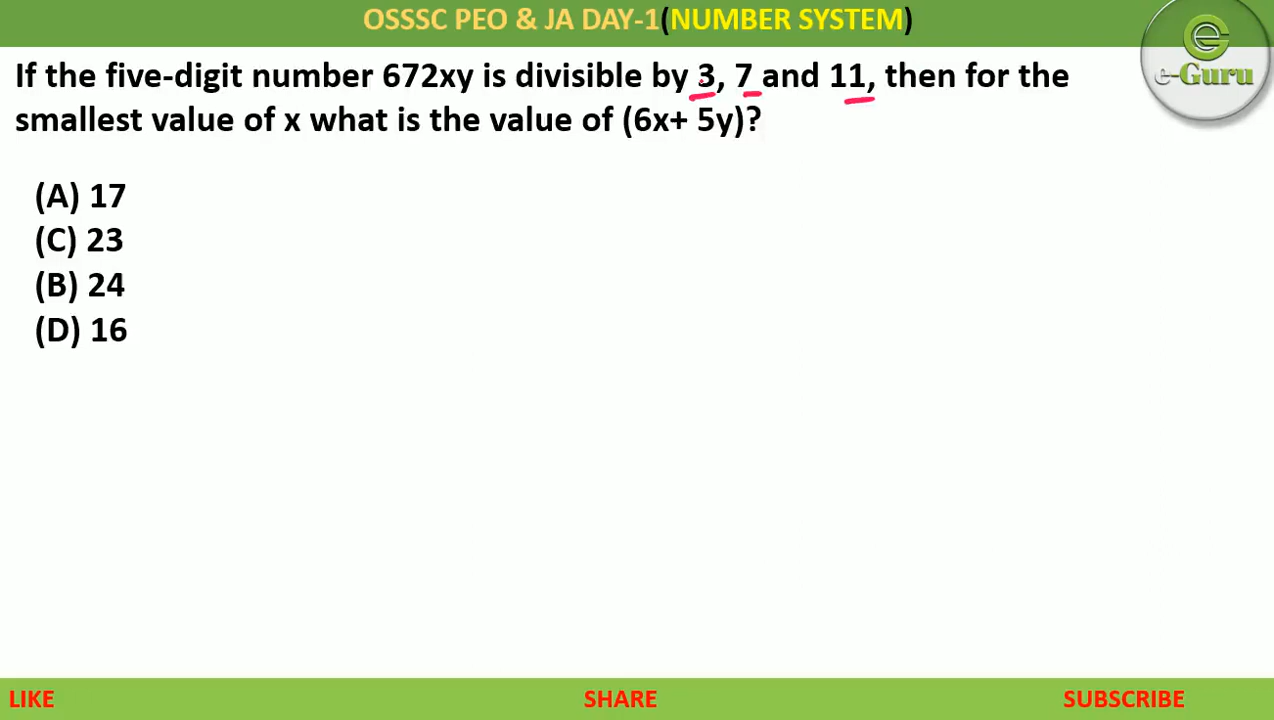 OSSSC PEO & JA DAY-1(NUMBER SYSTEM)
e-Guru
If the five-digit number 672xy is divisible by 3, 7 and 11, then for the
smallest value of x what is the value of (6x+ 5y)?
(A) 17
(C) 23
(B) 24
(D) 16
LIKE SHARE SUBSCRIBE